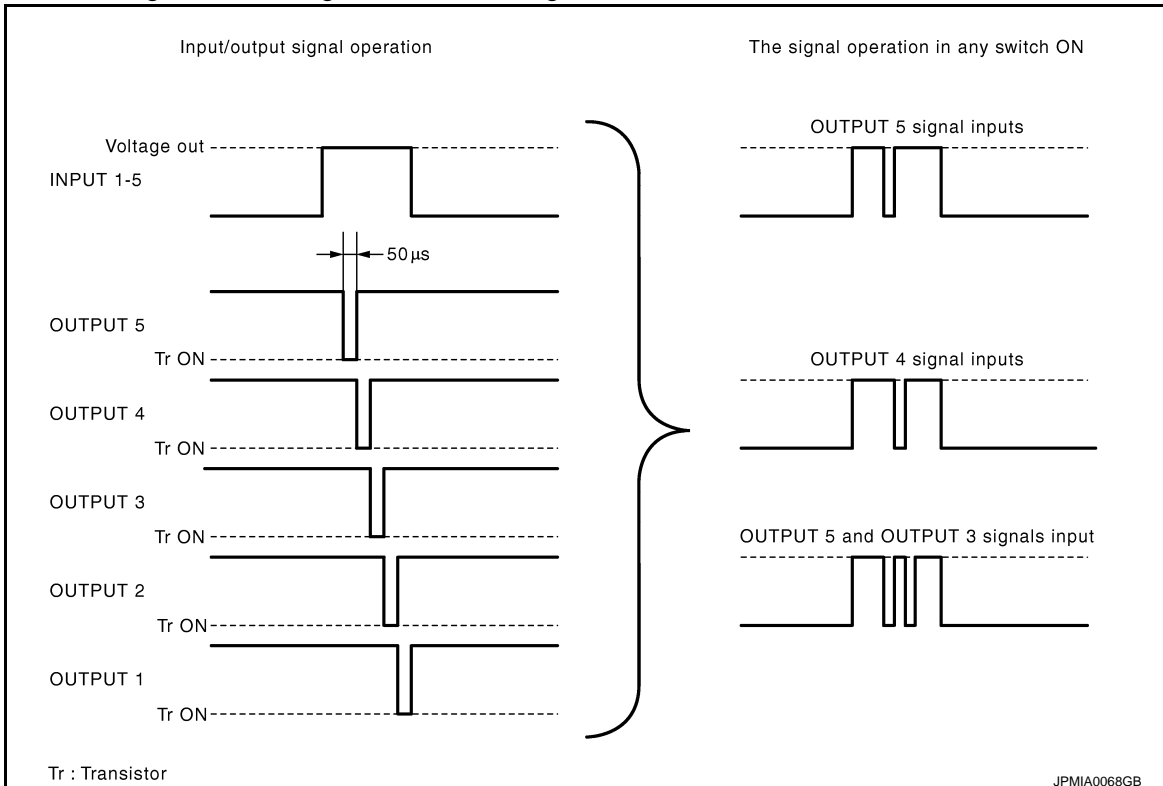 Input/output signal operation
The signal operation in any switch ON
Voltage out
INPUT 1-5
50 µs
OUTPUT 5
Tr ON
OUTPUT 4
Tr ON
OUTPUT 3
Tr ON
OUTPUT 2
Tr ON
OUTPUT 1
Tr ON
OUTPUT 5 signal inputs
OUTPUT 4 signal inputs
OUTPUT 5 and OUTPUT 3 signals input
Tr : Transistor
JPMIA0068GB